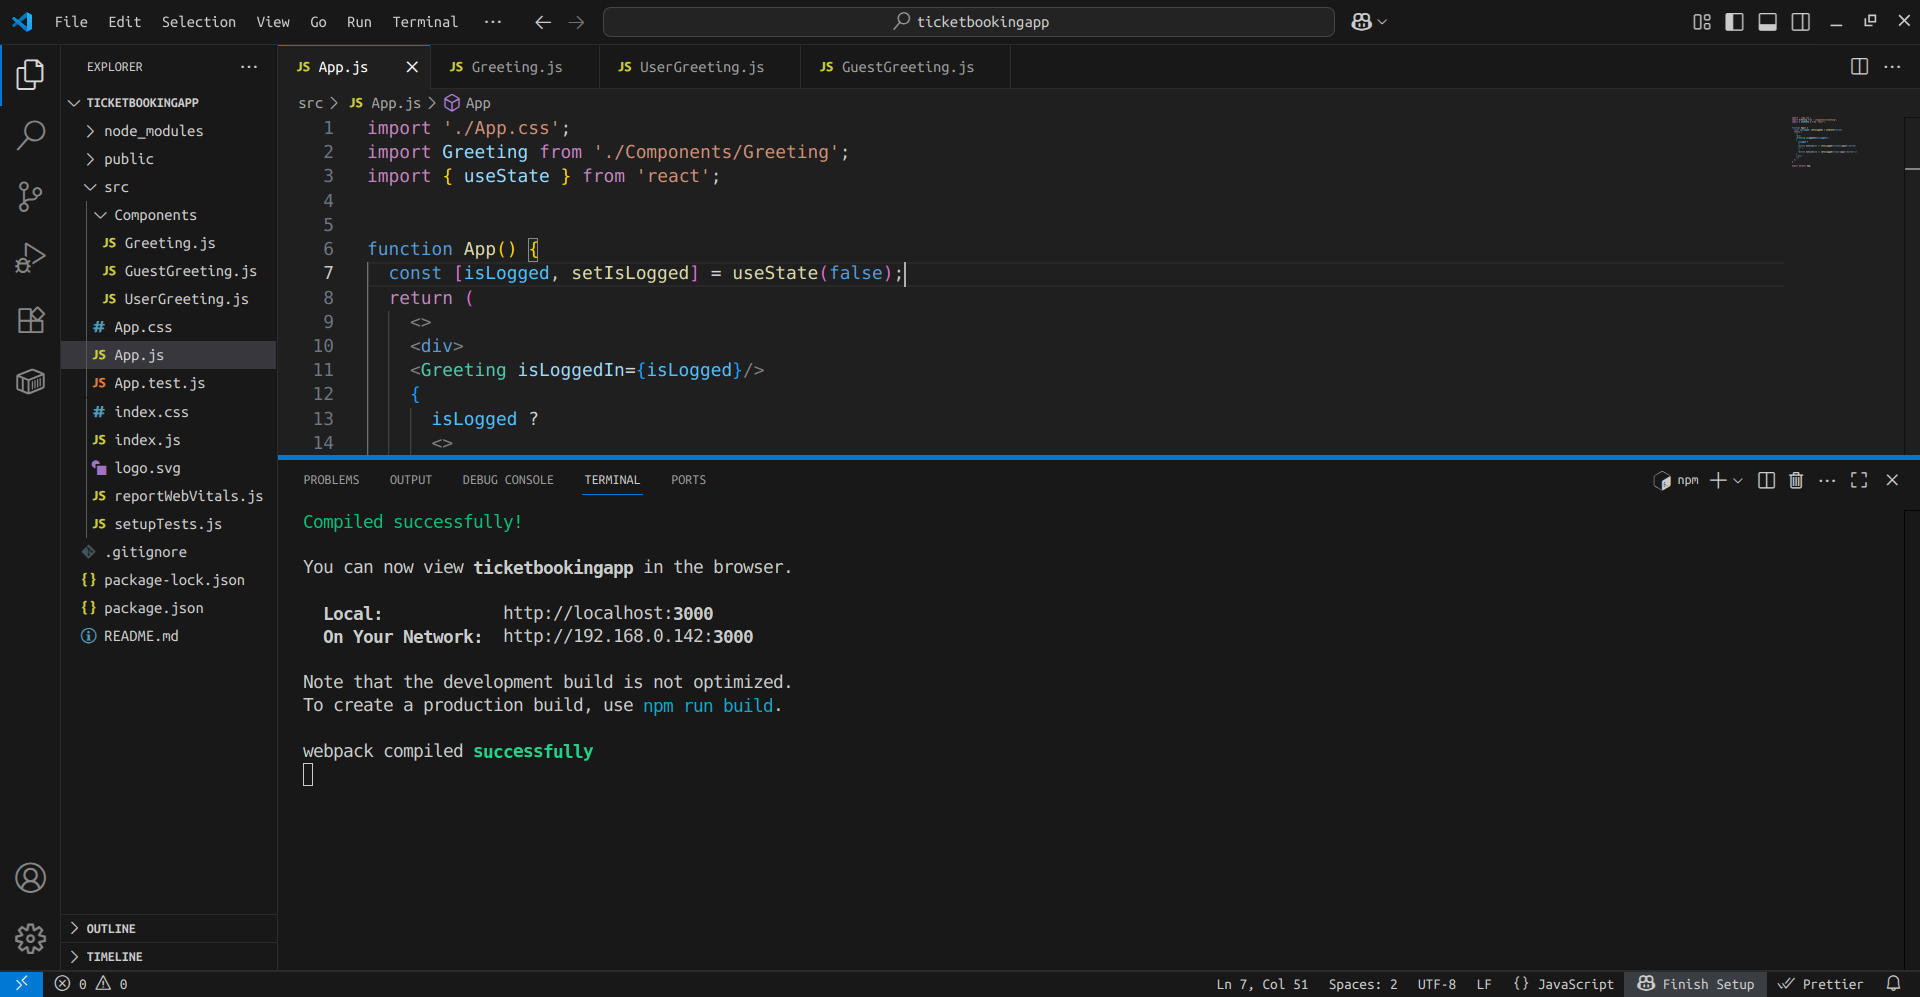 File Edit Selection View Go Run Terminal ···
ticketbookingapp
EXPLORER ···
TICKETBOOKINGAPP
node_modules
public
src
Components
JS Greeting.js
JS GuestGreeting.js
JS UserGreeting.js
# App.css
JS App.js
JS App.test.js
# index.css
JS index.js
logo.svg
JS reportWebVitals.js
JS setupTests.js
.gitignore
{} package-lock.json
{} package.json
README.md
OUTLINE
TIMELINE
JS App.js
JS Greeting.js
JS UserGreeting.js
JS GuestGreeting.js
src > JS App.js > App
1 import './App.css';
2 import Greeting from './Components/Greeting';
3 import { useState } from 'react';
4
5
6 function App() {
7 const [isLogged, setIsLogged] = useState(false);
8 return (
9 <>
10 <div>
11 <Greeting isLoggedIn={isLogged}/>
12 {
13 isLogged ?
14 <>
PROBLEMS OUTPUT DEBUG CONSOLE TERMINAL PORTS
npm
Compiled successfully!
You can now view ticketbookingapp in the browser.
Local: http://localhost:3000
On Your Network: http://192.168.0.142:3000
Note that the development build is not optimized.
To create a production build, use npm run build.
webpack compiled successfully
0 0
Ln 7, Col 51 Spaces: 2 UTF-8 LF {} JavaScript Finish Setup Prettier